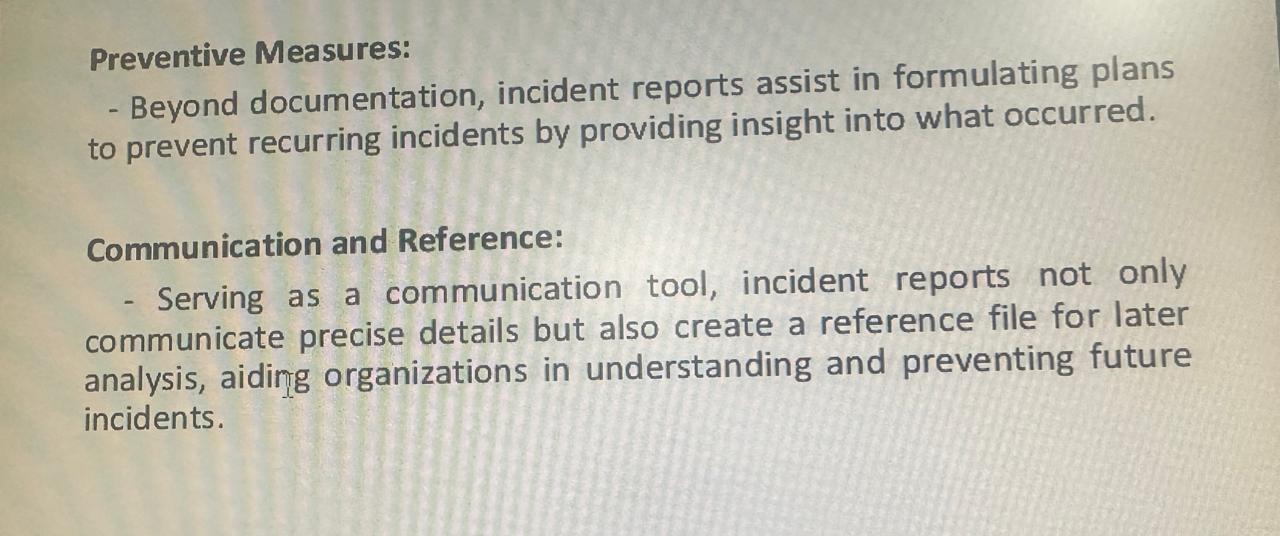 Preventive Measures:
- Beyond documentation, incident reports assist in formulating plans
to prevent recurring incidents by providing insight into what occurred.
Communication and Reference:
- Serving as a communication tool, incident reports not only
communicate precise details but also create a reference file for later
analysis, aiding organizations in understanding and preventing future
incidents.